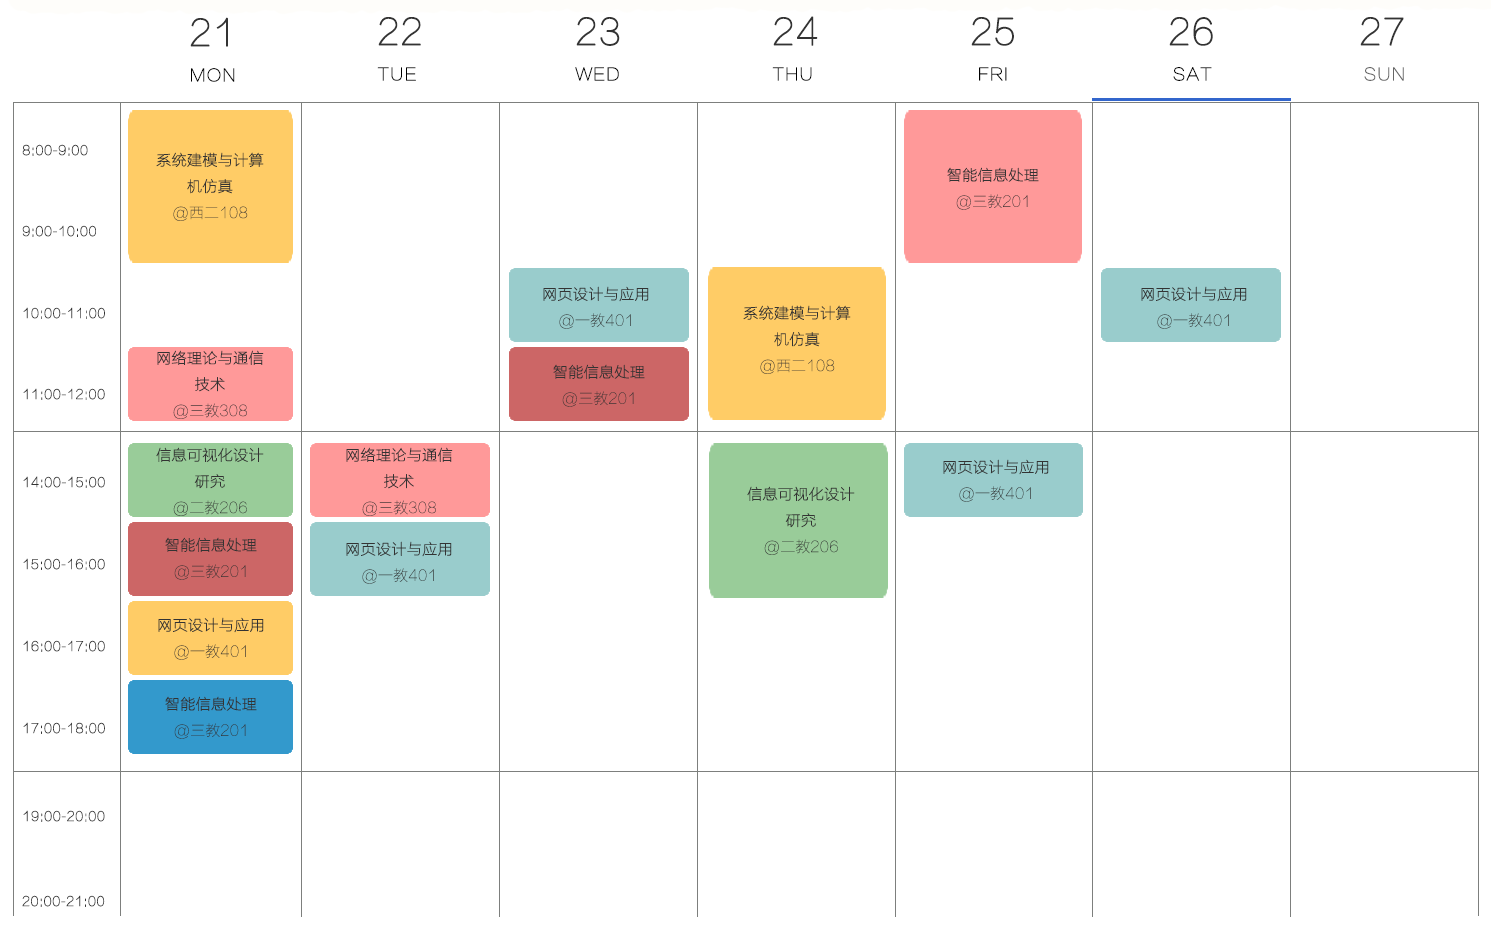 21
MON
22
TUE
23
WED
24
THU
25
FRI
26
SAT
27
SUN
8:00-9:00
系统建模与计算
机仿真
@西二108
智能信息处理
@三教201
9:00-10:00
10:00-11:00
网页设计与应用
@一教401
系统建模与计算
机仿真
@西二108
网页设计与应用
@一教401
11:00-12:00
网络理论与通信
技术
@三教308
智能信息处理
@三教201
14:00-15:00
信息可视化设计
研究
@二教206
网络理论与通信
技术
@三教308
信息可视化设计
研究
@二教206
网页设计与应用
@一教401
15:00-16:00
智能信息处理
@三教201
网页设计与应用
@一教401
16:00-17:00
网页设计与应用
@一教401
17:00-18:00
智能信息处理
@三教201
19:00-20:00
20:00-21:00